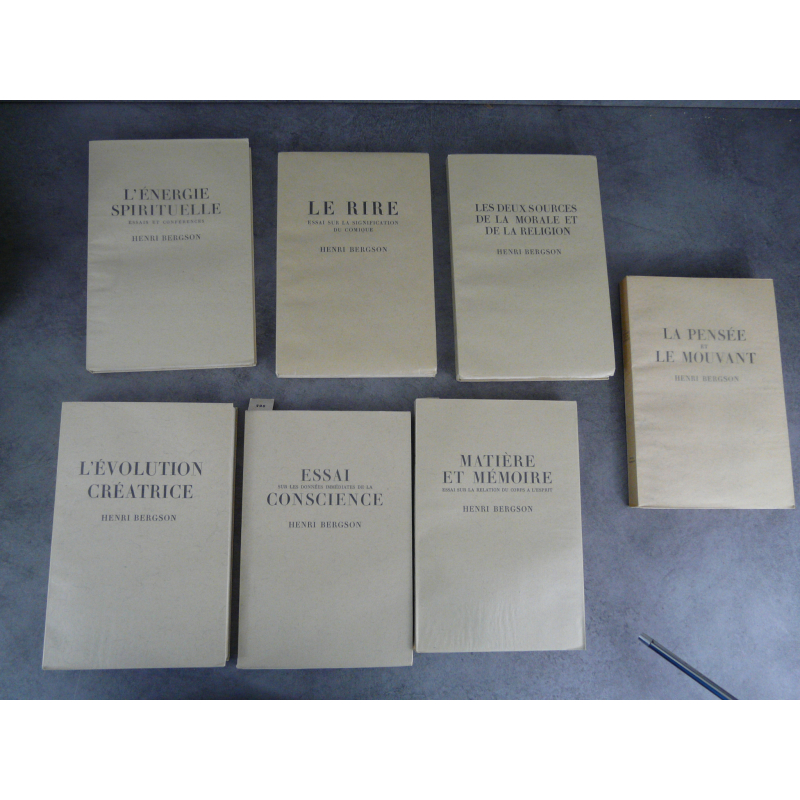 L'ÉNERGIE
SPIRITUELLE
ESSAIS ET CONFÉRENCES
HENRI BERGSON
LE RIRE
ESSAI SUR LA SIGNIFICATION
DU COMIQUE
HENRI BERGSON
LES DEUX SOURCES
DE LA MORALE ET
DE LA RELIGION
HENRI BERGSON
LA PENSÉE
ET
LE MOUVANT
HENRI BERGSON
L'ÉVOLUTION
CRÉATRICE
HENRI BERGSON
ESSAI
SUR LES DONNÉES IMMÉDIATES DE LA
CONSCIENCE
HENRI BERGSON
MATIÈRE
ET MÉMOIRE
ESSAI SUR LA RELATION DU CORPS A L'ESPRIT
HENRI BERGSON